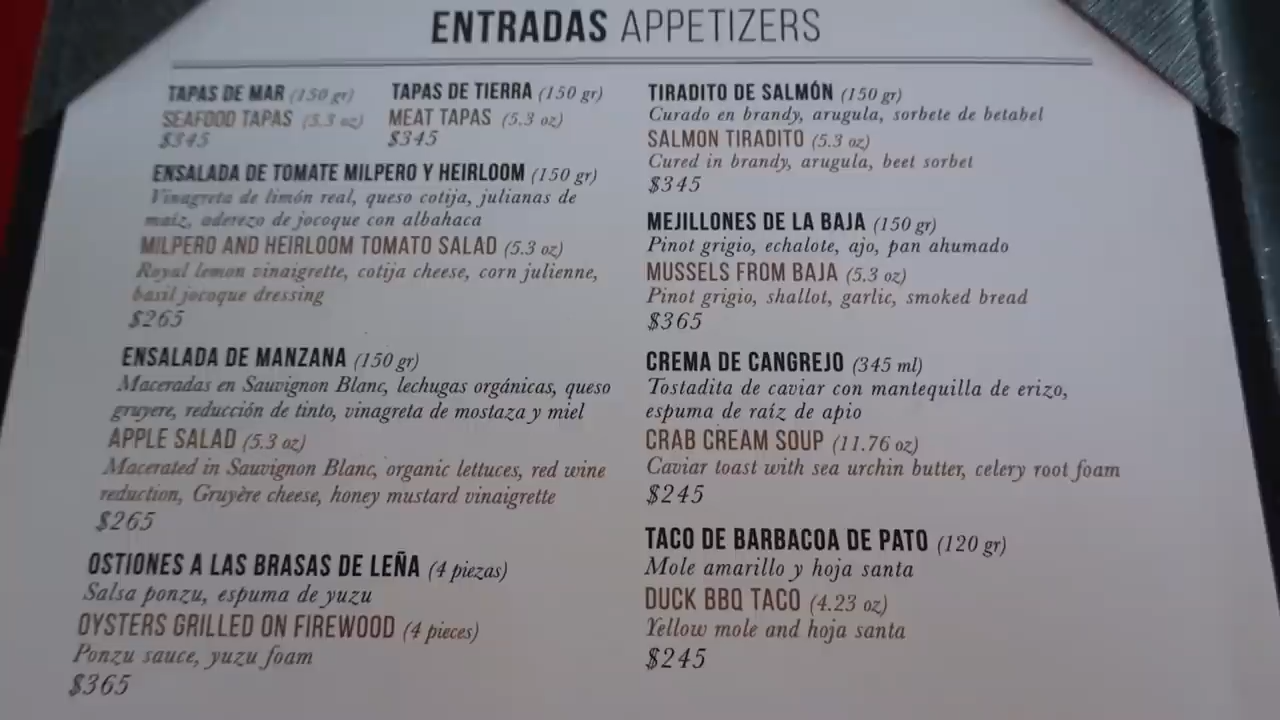 ENTRADAS APPETIZERS
TAPAS DE MAR (150 gr)
SEAFOOD TAPAS (5.3 oz)
$345
TAPAS DE TIERRA (150 gr)
MEAT TAPAS (5.3 oz)
$345
ENSALADA DE TOMATE MILPERO Y HEIRLOOM (150 gr)
Vinagreta de limón real, queso cotija, julianas de
maíz, aderezo de jocoque con albahaca
MILPERO AND HEIRLOOM TOMATO SALAD (5.3 oz)
Royal lemon vinaigrette, cotija cheese, corn julienne,
basil jocoque dressing
$265
ENSALADA DE MANZANA (150 gr)
Maceradas en Sauvignon Blanc, lechugas orgánicas, queso
gruyere, reducción de tinto, vinagreta de mostaza y miel
APPLE SALAD (5.3 oz)
Macerated in Sauvignon Blanc, organic lettuces, red wine
reduction, Gruyère cheese, honey mustard vinaigrette
$265
OSTIONES A LAS BRASAS DE LEÑA (4 piezas)
Salsa ponzu, espuma de yuzu
OYSTERS GRILLED ON FIREWOOD (4 pieces)
Ponzu sauce, yuzu foam
$365
TIRADITO DE SALMÓN (150 gr)
Curado en brandy, arugula, sorbete de betabel
SALMON TIRADITO (5.3 oz)
Cured in brandy, arugula, beet sorbet
$345
MEJILLONES DE LA BAJA (150 gr)
Pinot grigio, echalote, ajo, pan ahumado
MUSSELS FROM BAJA (5.3 oz)
Pinot grigio, shallot, garlic, smoked bread
$365
CREMA DE CANGREJO (345 ml)
Tostadita de caviar con mantequilla de erizo,
espuma de raíz de apio
CRAB CREAM SOUP (11.76 oz)
Caviar toast with sea urchin butter, celery root foam
$245
TACO DE BARBACOA DE PATO (120 gr)
Mole amarillo y hoja santa
DUCK BBQ TACO (4.23 oz)
Yellow mole and hoja santa
$245